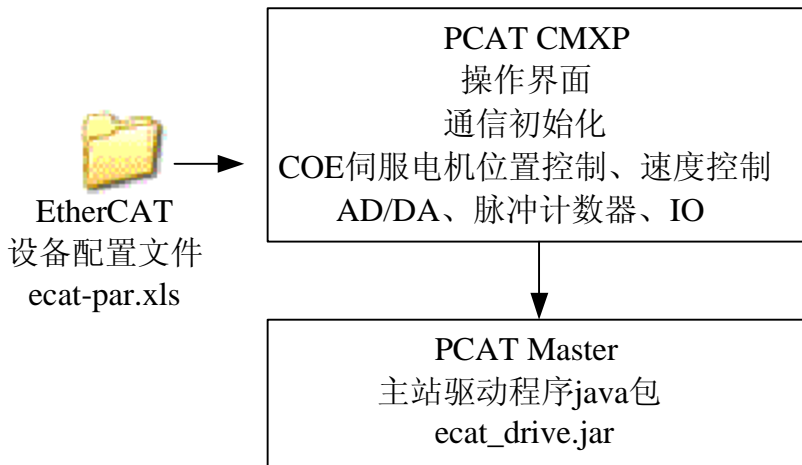 PCAT CMXP
操作界面
通信初始化
COE伺服电机位置控制、速度控制
AD/DA、脉冲计数器、IO
EtherCAT
设备配置文件
ecat-par.xls
PCAT Master
主站驱动程序java包
ecat_drive.jar